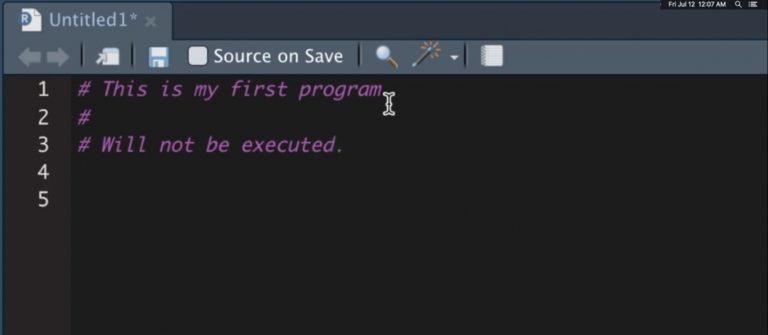 Fri Jul 12 12:07 AM
R Untitled1* ×
Source on Save
1 # This is my first program
2 #
3 # Will not be executed.
4
5